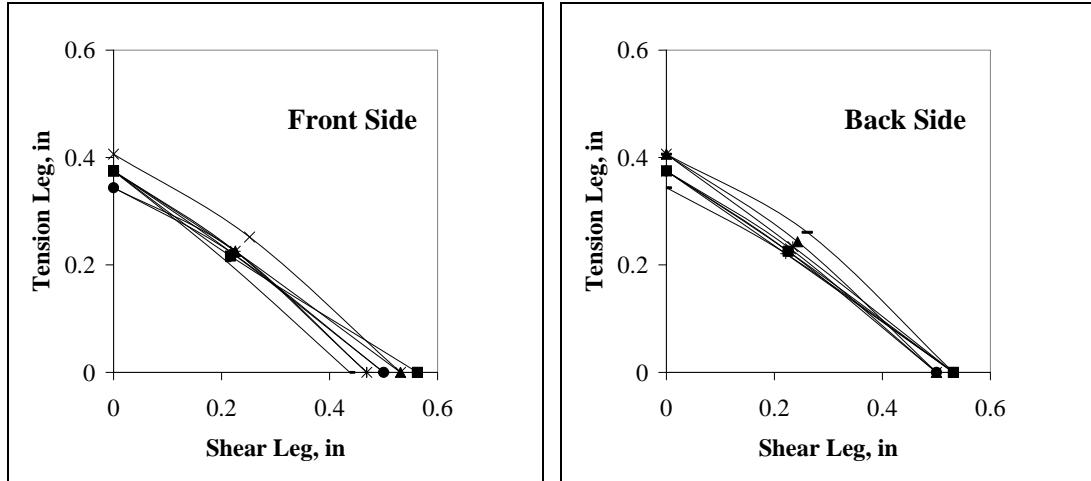 0.6
Front Side
0.4
0.2
0
0 0.2 0.4 0.6
Tension Leg, in
Shear Leg, in
0.6
Back Side
0.4
0.2
0
0 0.2 0.4 0.6
Tension Leg, in
Shear Leg, in